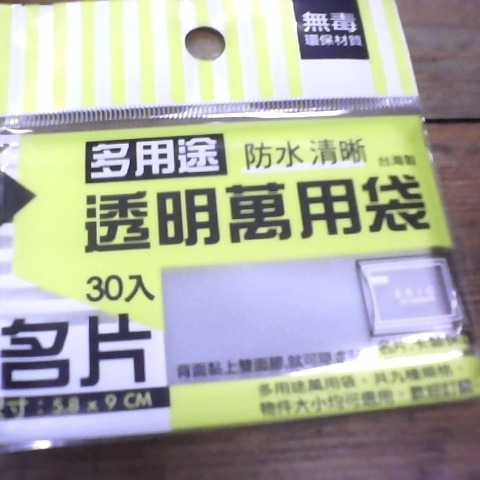 無毒
環保材質
多用途 防水 清晰 台灣製
透明萬用袋
30入
名片
尺寸：5.8 x 9 CM
背面黏上雙面膠,就可隨
多用途萬用袋，共九種規格，
物件大小均可適用，歡迎訂購